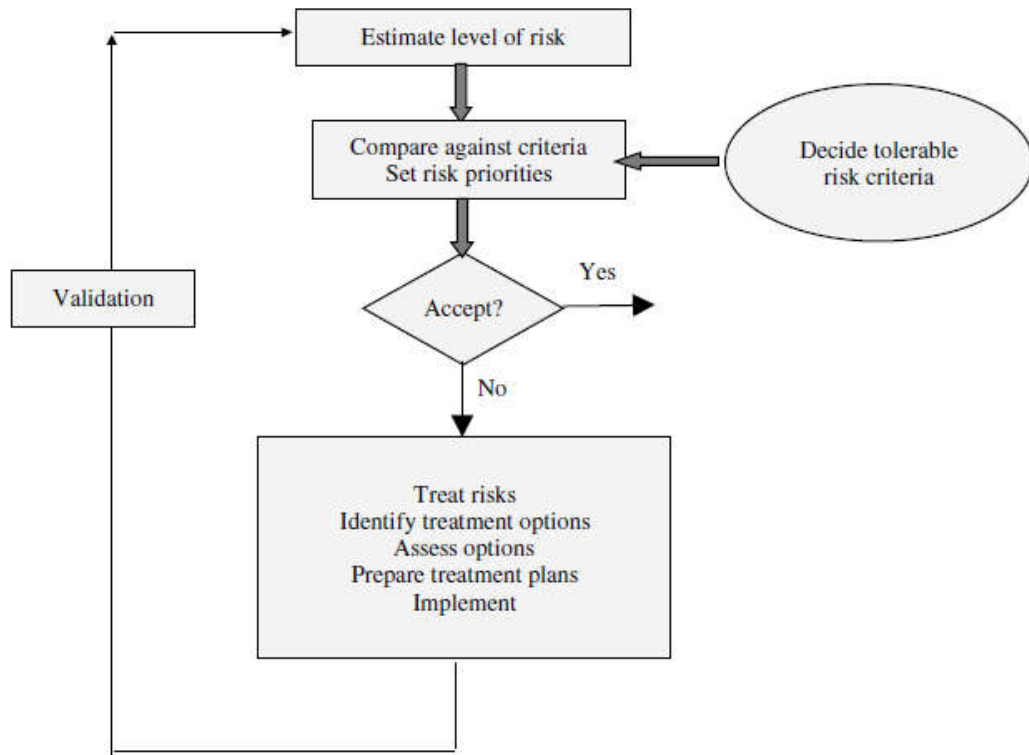 Estimate level of risk
Compare against criteria
Set risk priorities
Decide tolerable
risk criteria
Yes
Validation
Accept?
No
Treat risks
Identify treatment options
Assess options
Prepare treatment plans
Implement